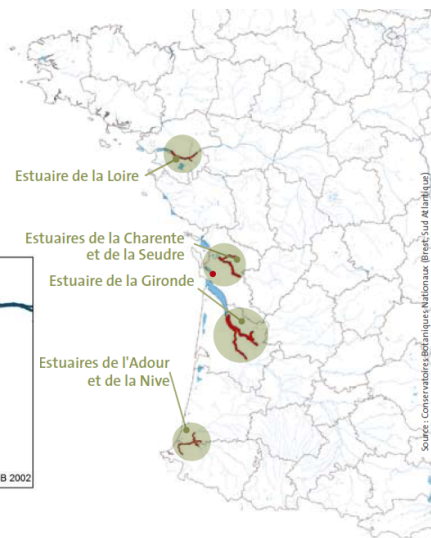 Estuaire de la Loire
Estuaires de la Charente
et de la Seudre
Estuaire de la Gironde
Estuaires de l'Adour
et de la Nive
B 2002
Source : Conservatoires Botaniques Nationaux (Brest, Sud Atlantique)